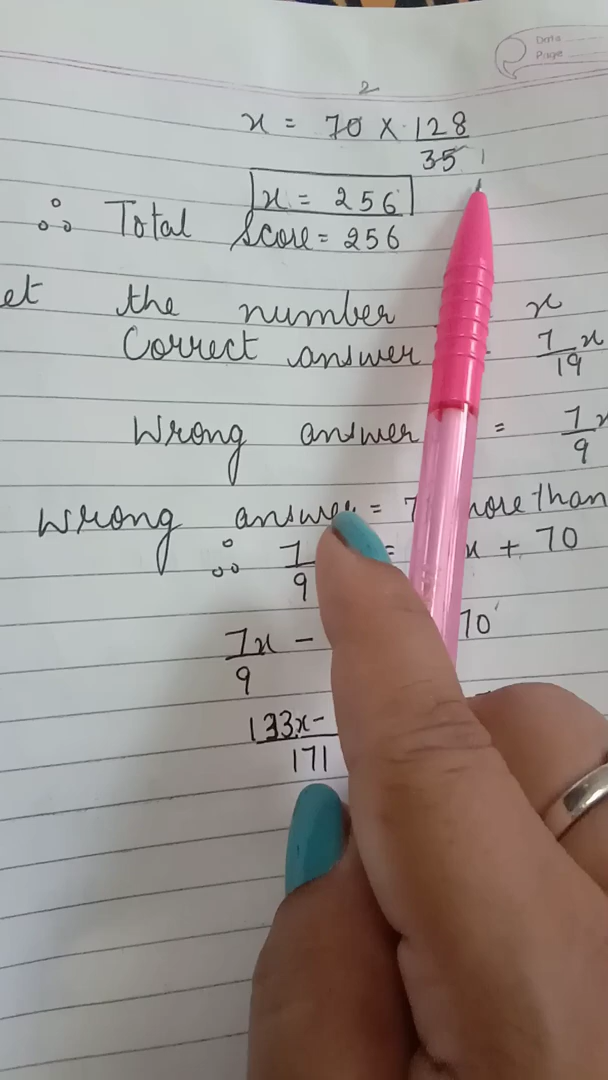 Date
Page
2
x = 70 × 128
35 1
x = 256
∴ Total Score = 256
et the number x
Correct answer 7/19 x
Wrong answer = 7/9 x
Wrong answer = 7 more than
∴ 7/9 = x + 70
7x/9 - 70
133x -
171